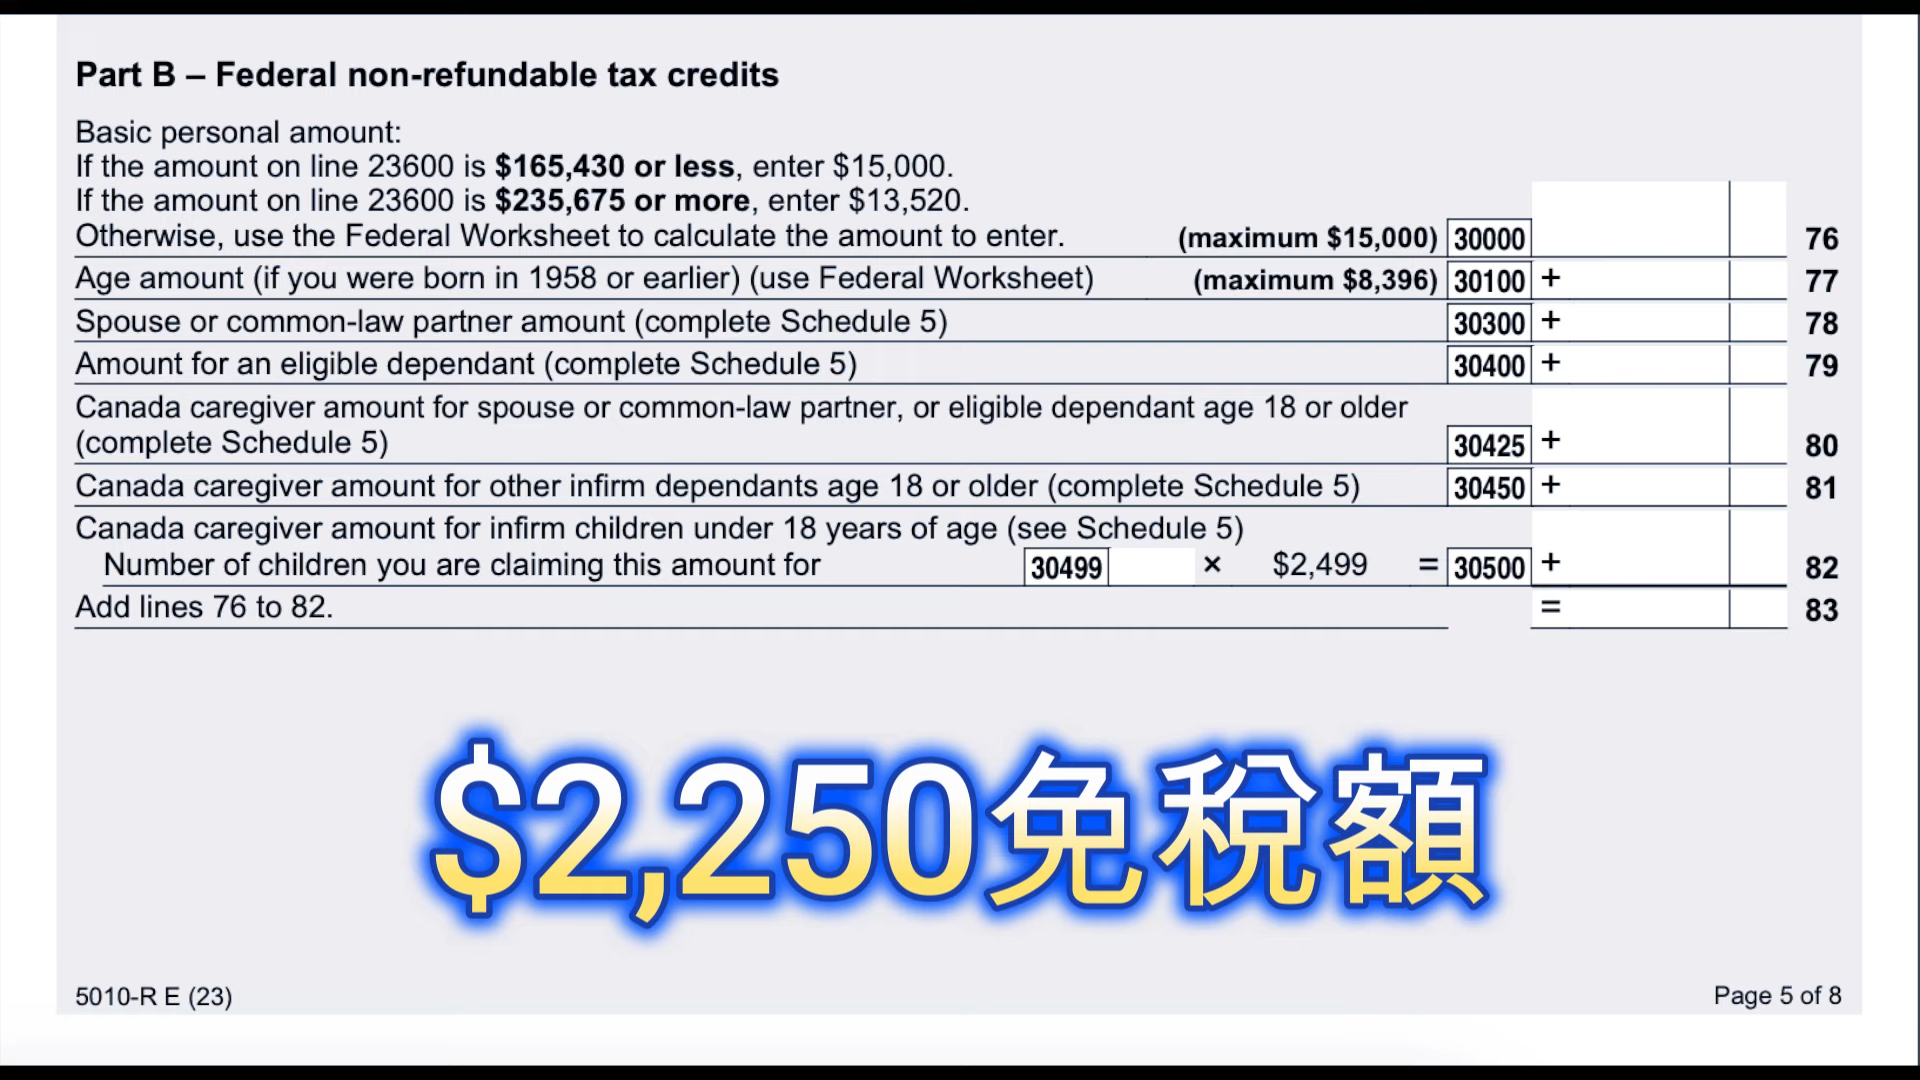 Part B – Federal non-refundable tax credits
Basic personal amount:
If the amount on line 23600 is $165,430 or less, enter $15,000.
If the amount on line 23600 is $235,675 or more, enter $13,520.
Otherwise, use the Federal Worksheet to calculate the amount to enter. (maximum $15,000) 30000 76
Age amount (if you were born in 1958 or earlier) (use Federal Worksheet) (maximum $8,396) 30100 + 77
Spouse or common-law partner amount (complete Schedule 5) 30300 + 78
Amount for an eligible dependant (complete Schedule 5) 30400 + 79
Canada caregiver amount for spouse or common-law partner, or eligible dependant age 18 or older
(complete Schedule 5) 30425 + 80
Canada caregiver amount for other infirm dependants age 18 or older (complete Schedule 5) 30450 + 81
Canada caregiver amount for infirm children under 18 years of age (see Schedule 5)
Number of children you are claiming this amount for 30499 × $2,499 = 30500 + 82
Add lines 76 to 82. = 83
$2,250免稅額
5010-R E (23) Page 5 of 8